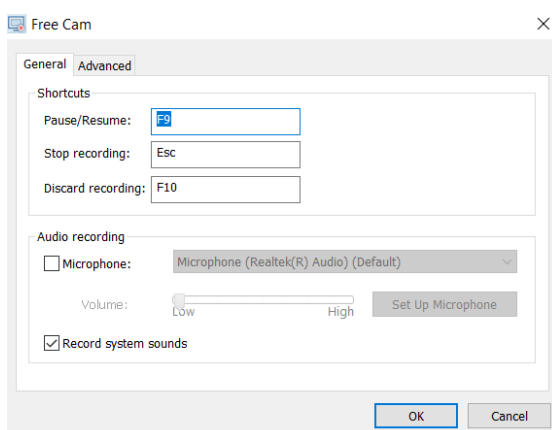 Free Cam
General Advanced
Shortcuts
Pause/Resume: F9
Stop recording: Esc
Discard recording: F10
Audio recording
Microphone: Microphone (Realtek(R) Audio) (Default)
Volume: Low High Set Up Microphone
Record system sounds
OK Cancel